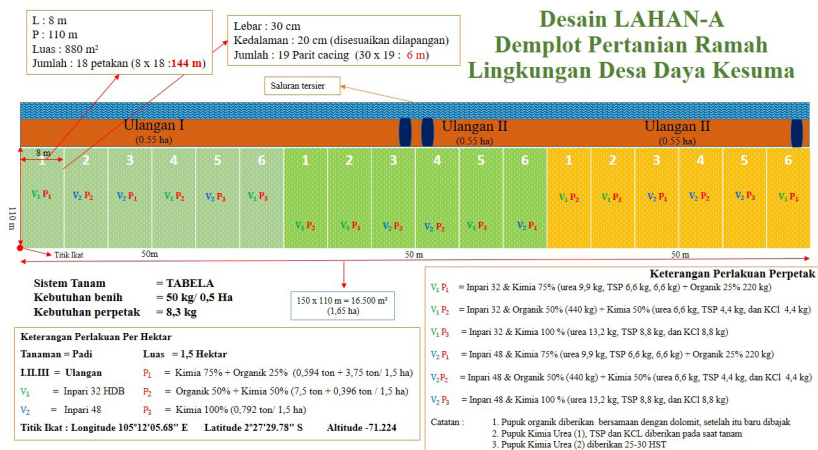 Desain LAHAN-A
Demplot Pertanian Ramah
Lingkungan Desa Daya Kesuma
L : 8 m
P : 110 m
Luas : 880 m²
Jumlah : 18 petakan (8 x 18 :144 m)
Lebar : 30 cm
Kedalaman : 20 cm (disesuaikan dilapangan)
Jumlah : 19 Parit cacing (30 x 19 : 6 m)
Saluran tersier
Ulangan I
(0.55 ha)
Ulangan II
(0.55 ha)
Ulangan II
(0.55 ha)
8 m
1 2 3 4 5 6 1 2 3 4 5 6 1 2 3 4 5 6
V1 P1 V2 P2 V2 P1 V1 P2 V2 P3 V1 P3 V1 P2 V1 P1 V2 P3 V2 P2 V1 P3 V2 P1 V1 P2 V1 P3 V2 P1 V2 P2 V2 P3 V1 P1
110 m
Titik Ikat
50m
50 m
50 m
150 x 110 m = 16.500 m²
(1,65 ha)
Sistem Tanam = TABELA
Kebutuhan benih = 50 kg/ 0,5 Ha
Kebutuhan perpetak = 8,3 kg
Keterangan Perlakuan Per Hektar
Tanaman = Padi Luas = 1,5 Hektar
I.II.III = Ulangan P1 = Kimia 75% + Organik 25% (0,594 ton + 3,75 ton/ 1,5 ha)
V1 = Inpari 32 HDB P2 = Organik 50% + Kimia 50% (7,5 ton + 0,396 ton / 1,5 ha)
V2 = Inpari 48 P3 = Kimia 100% (0,792 ton/ 1,5 ha)
Titik Ikat : Longitude 105°12'05.68" E Latitude 2°27'29.78" S Altitude -71.224
Keterangan Perlakuan Perpetak
V1 P1 = Inpari 32 & Kimia 75% (urea 9,9 kg, TSP 6,6 kg, 6,6 kg) + Organik 25% 220 kg)
V1 P2 = Inpari 32 & Organik 50% (440 kg) + Kimia 50% (urea 6,6 kg, TSP 4,4 kg, dan KCl 4,4 kg)
V1 P3 = Inpari 32 & Kimia 100 % (urea 13,2 kg, TSP 8,8 kg, dan KCl 8,8 kg)
V2 P1 = Inpari 48 & Kimia 75% (urea 9,9 kg, TSP 6,6 kg, 6,6 kg) + Organik 25% 220 kg)
V2P2 = Inpari 48 & Organik 50% (440 kg) + Kimia 50% (urea 6,6 kg, TSP 4,4 kg, dan KCl 4,4 kg)
V2 P3 = Inpari 48 & Kimia 100 % (urea 13,2 kg, TSP 8,8 kg, dan KCl 8,8 kg)
Catatan : 1. Pupuk organik diberikan bersamaan dengan dolomit, setelah itu baru dibajak
2. Pupuk Kimia Urea (1), TSP dan KCL diberikan pada saat tanam
3. Pupuk Kimia Urea (2) diberikan 25-30 HST